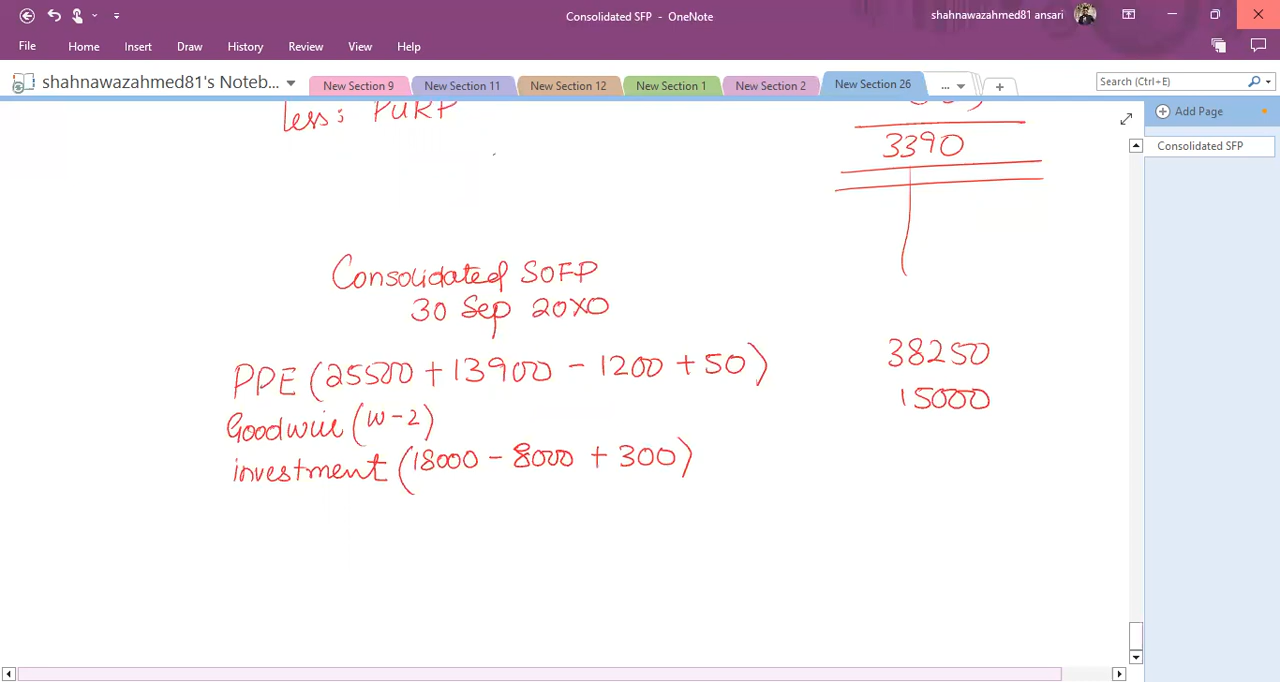 Consolidated SFP - OneNote
shahnawazahmed81 ansari
File Home Insert Draw History Review View Help
shahnawazahmed81's Noteb... New Section 9 New Section 11 New Section 12 New Section 1 New Section 2 New Section 26 ... Search (Ctrl+E)
Add Page
Consolidated SFP
less: PURP
3390
Consolidated SOFP
30 Sep 20X0
PPE (25500 + 13900 - 1200 + 50) 38250
Goodwill (W-2) 15000
investment (18000 - 8000 + 300)